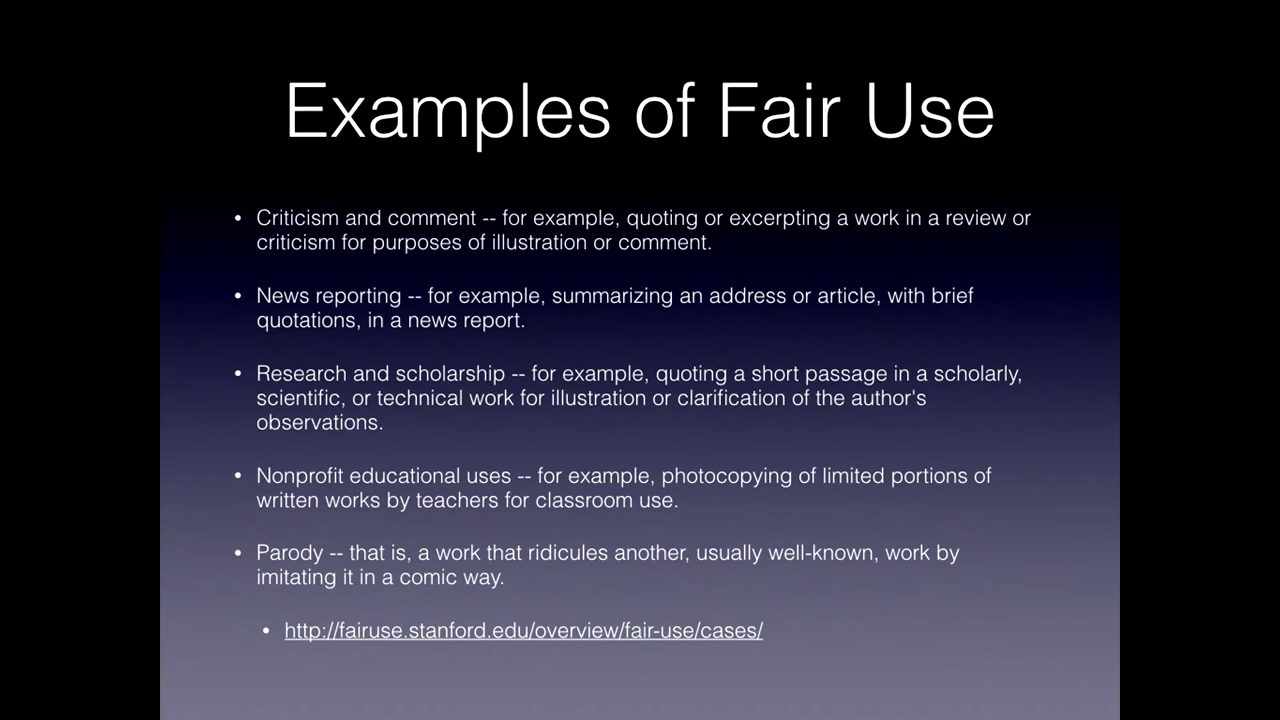 Examples of Fair Use
• Criticism and comment -- for example, quoting or excerpting a work in a review or
criticism for purposes of illustration or comment.
• News reporting -- for example, summarizing an address or article, with brief
quotations, in a news report.
• Research and scholarship -- for example, quoting a short passage in a scholarly,
scientific, or technical work for illustration or clarification of the author's
observations.
• Nonprofit educational uses -- for example, photocopying of limited portions of
written works by teachers for classroom use.
• Parody -- that is, a work that ridicules another, usually well-known, work by
imitating it in a comic way.
• http://fairuse.stanford.edu/overview/fair-use/cases/